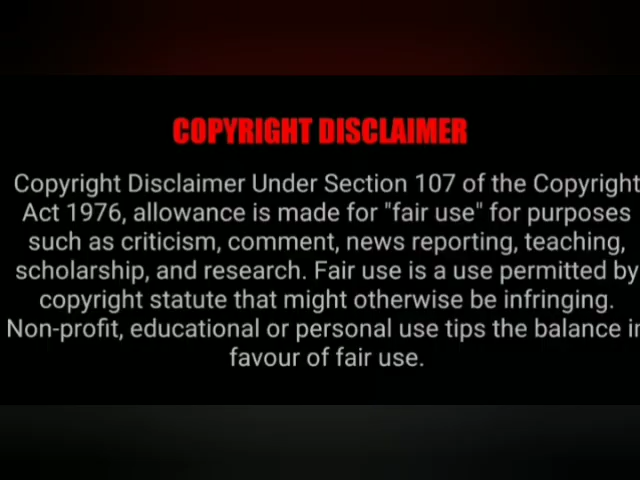 COPYRIGHT DISCLAIMER
Copyright Disclaimer Under Section 107 of the Copyright
Act 1976, allowance is made for "fair use" for purposes
such as criticism, comment, news reporting, teaching,
scholarship, and research. Fair use is a use permitted by
copyright statute that might otherwise be infringing.
Non-profit, educational or personal use tips the balance in
favour of fair use.